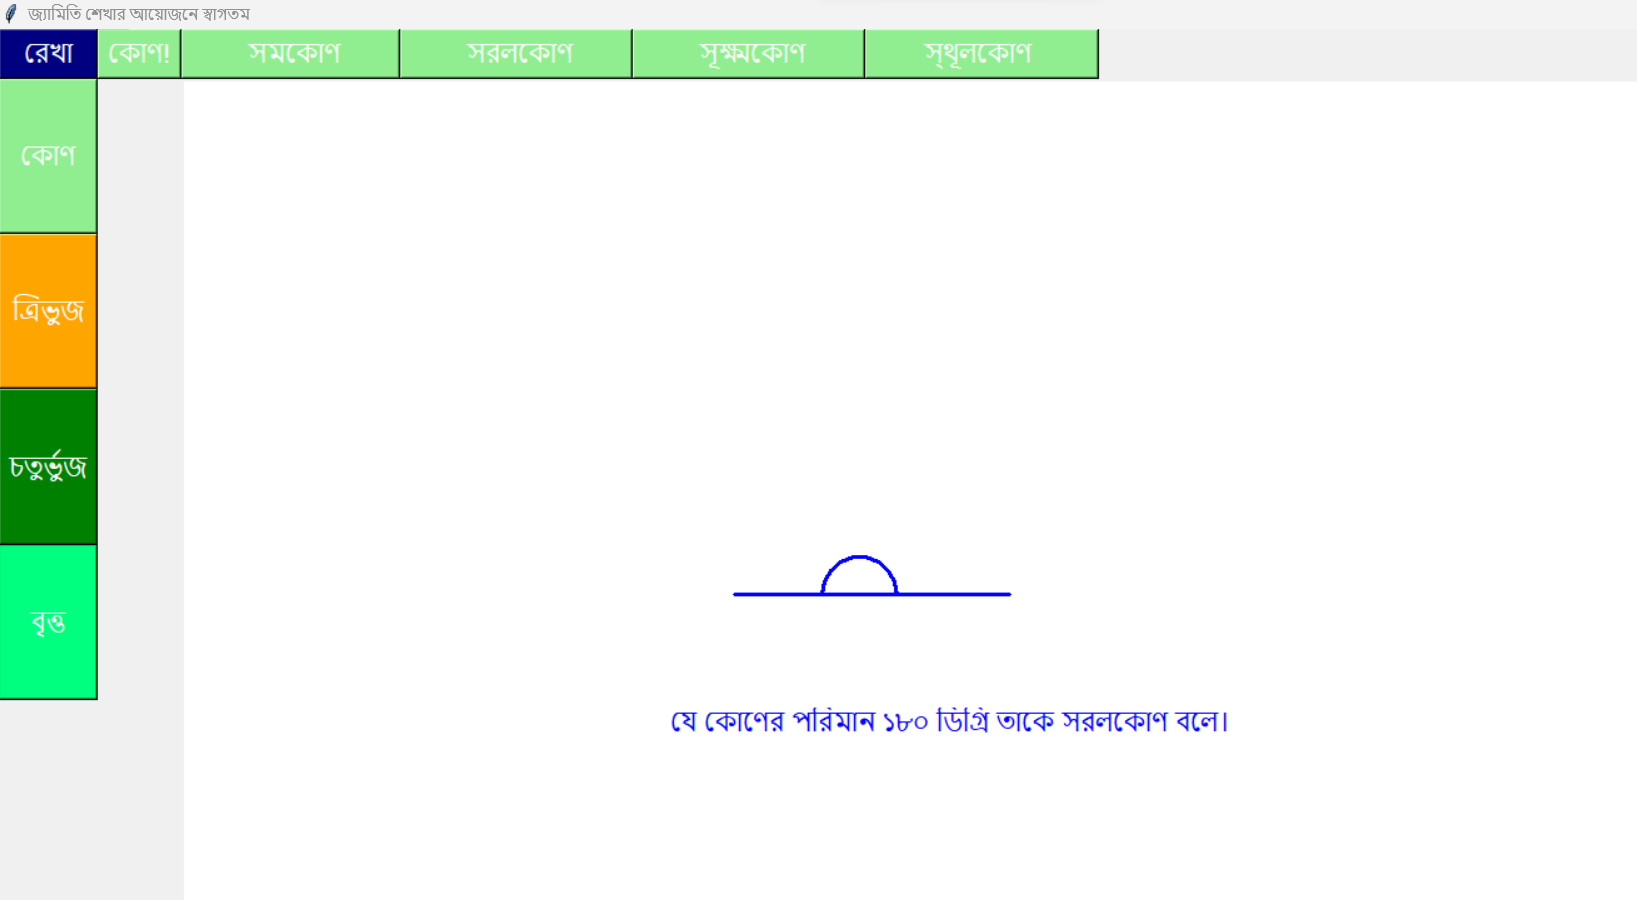 জ্যামিতি শেখার আয়োজনে স্বাগতম
রেখা কোণ! সমকোণ সরলকোণ সূক্ষ্মকোণ স্থূলকোণ
কোণ
ত্রিভুজ
চতুর্ভুজ
বৃত্ত
যে কোণের পরিমান ১৮০ ডিগ্রি তাকে সরলকোণ বলে।